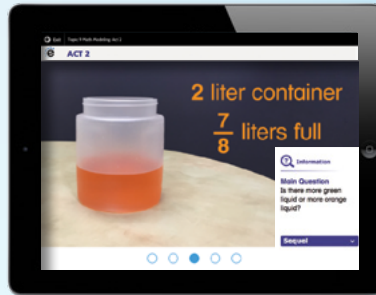 Exit Topic 9 Math Modeling: Act 2
ACT 2
2 liter container
7
8
liters full
Information
Main Question
Is there more green
liquid or more orange
liquid?
Sequel